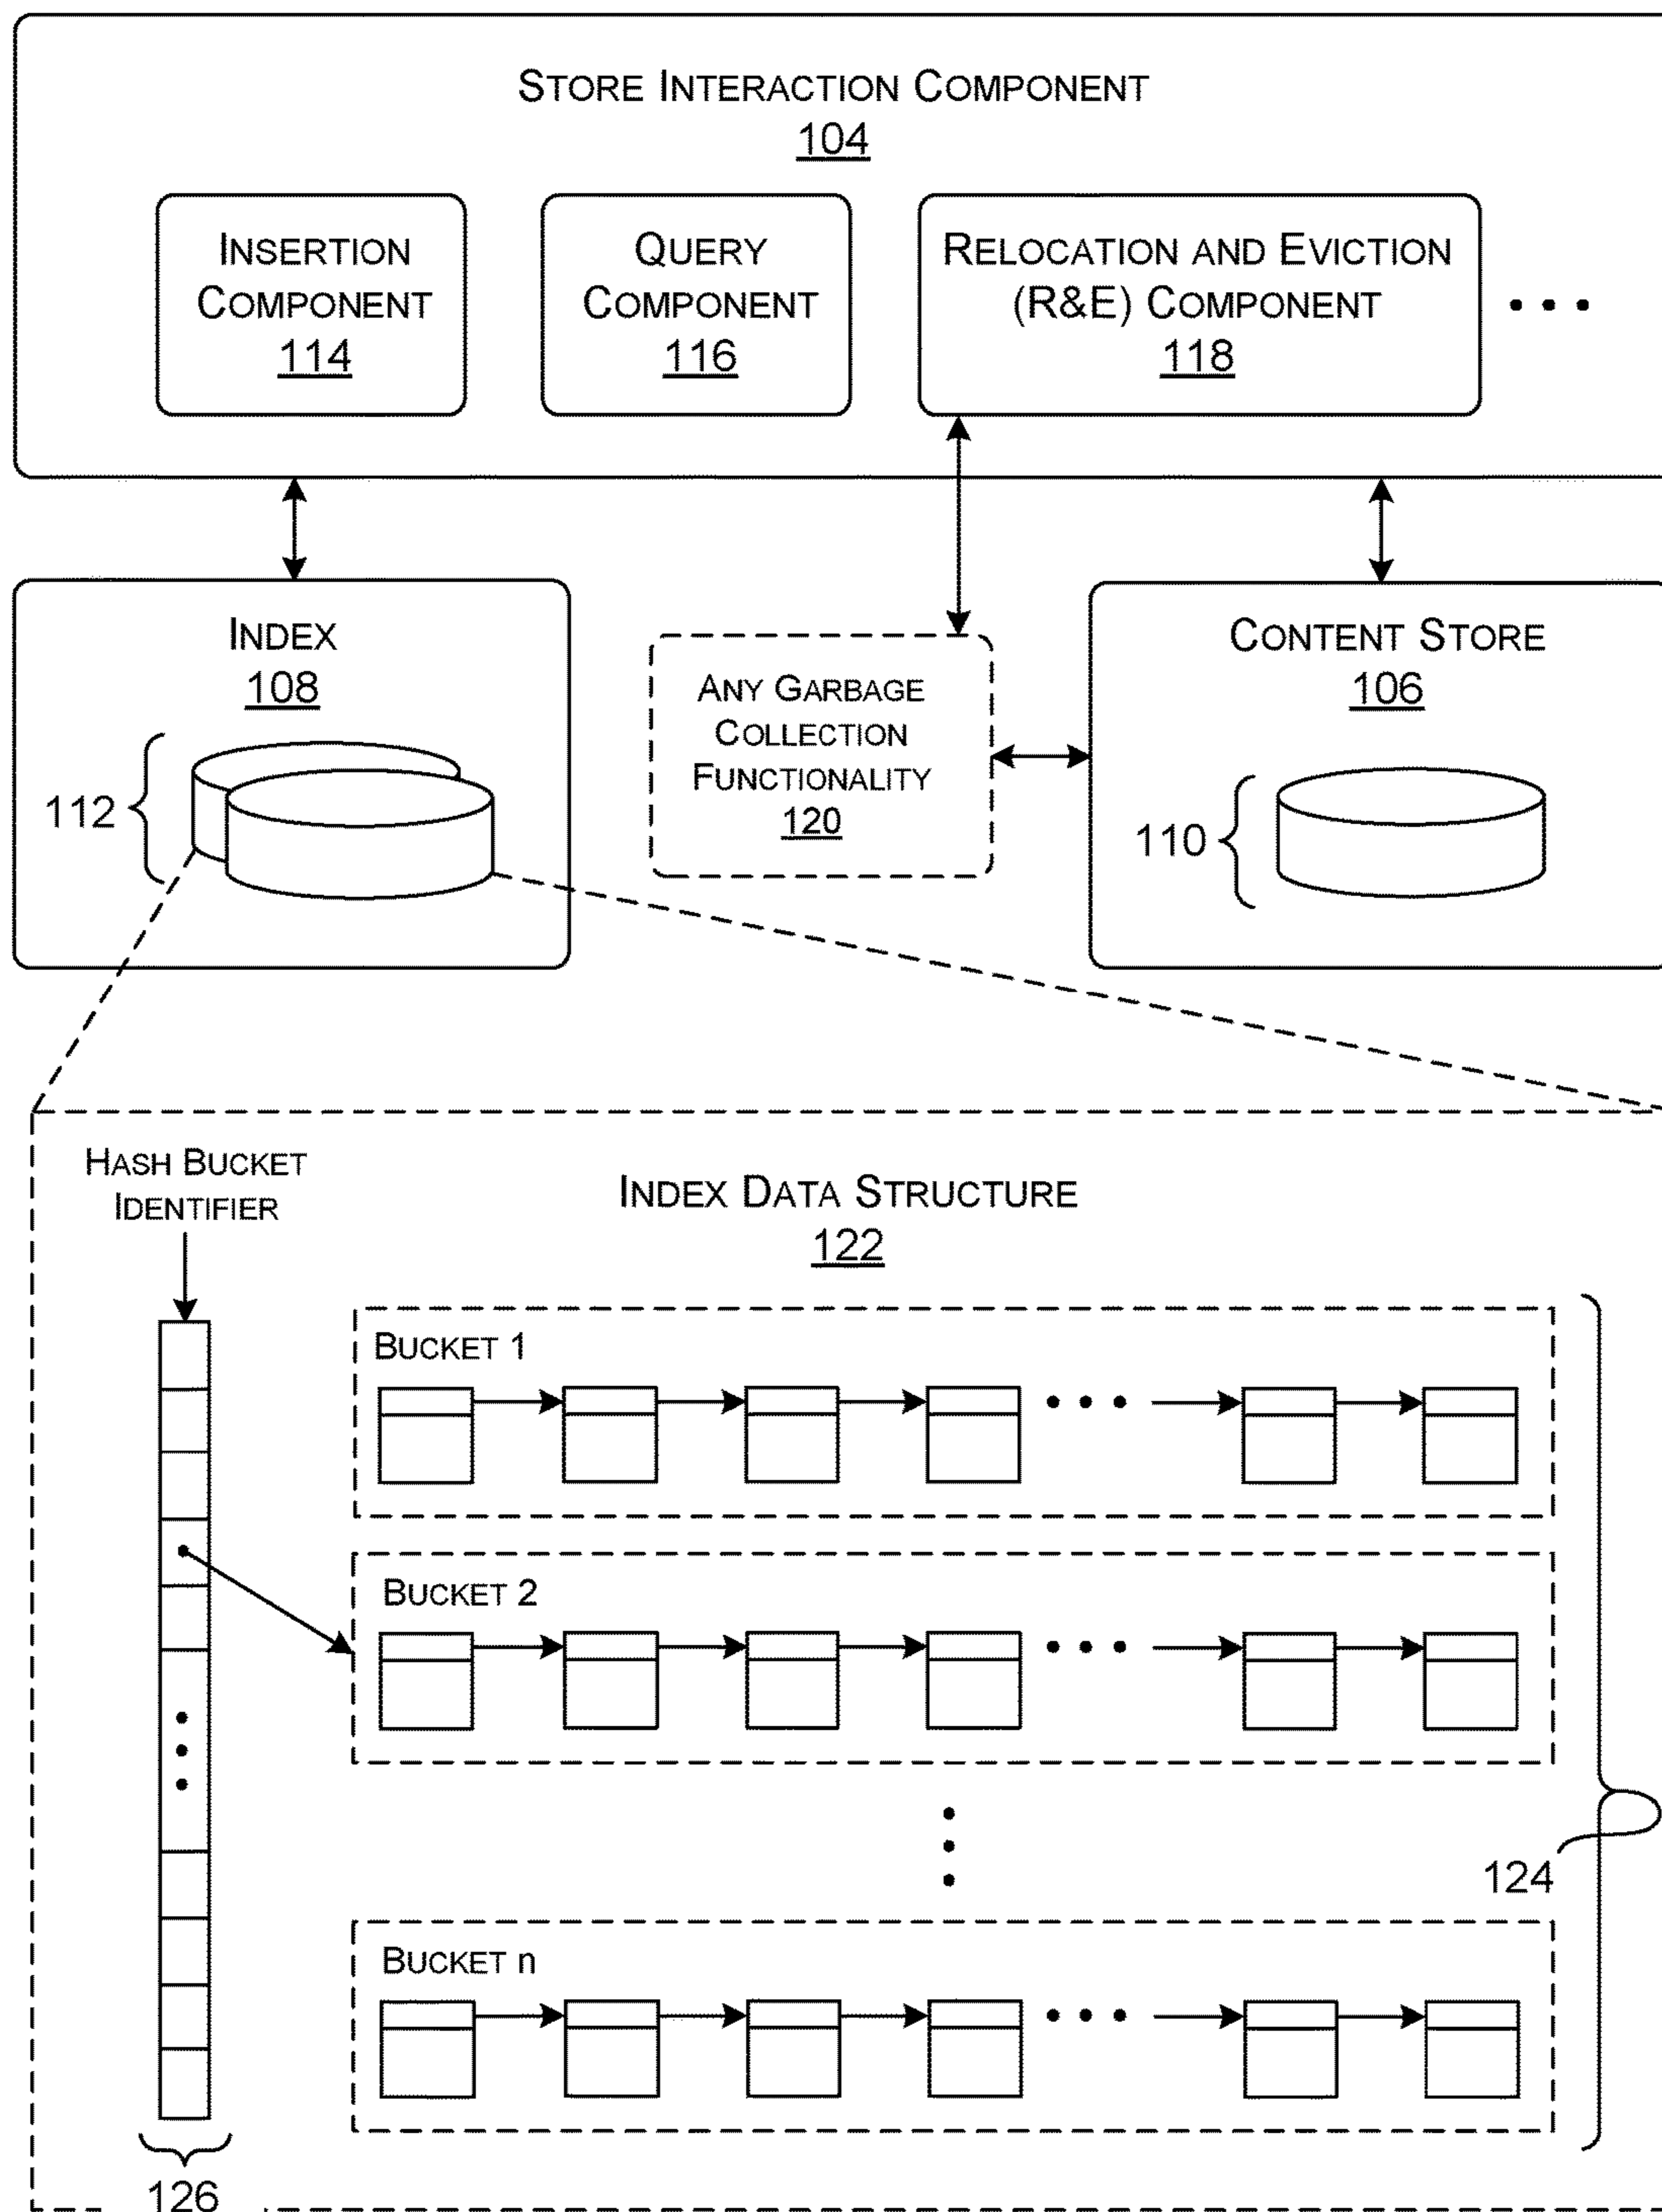 STORE INTERACTION COMPONENT
104
INSERTION
COMPONENT
114
QUERY
COMPONENT
116
RELOCATION AND EVICTION
(R&E) COMPONENT
118
INDEX
108
112
ANY GARBAGE
COLLECTION
FUNCTIONALITY
120
CONTENT STORE
106
110
HASH BUCKET
IDENTIFIER
INDEX DATA STRUCTURE
122
BUCKET 1
BUCKET 2
124
BUCKET n
126